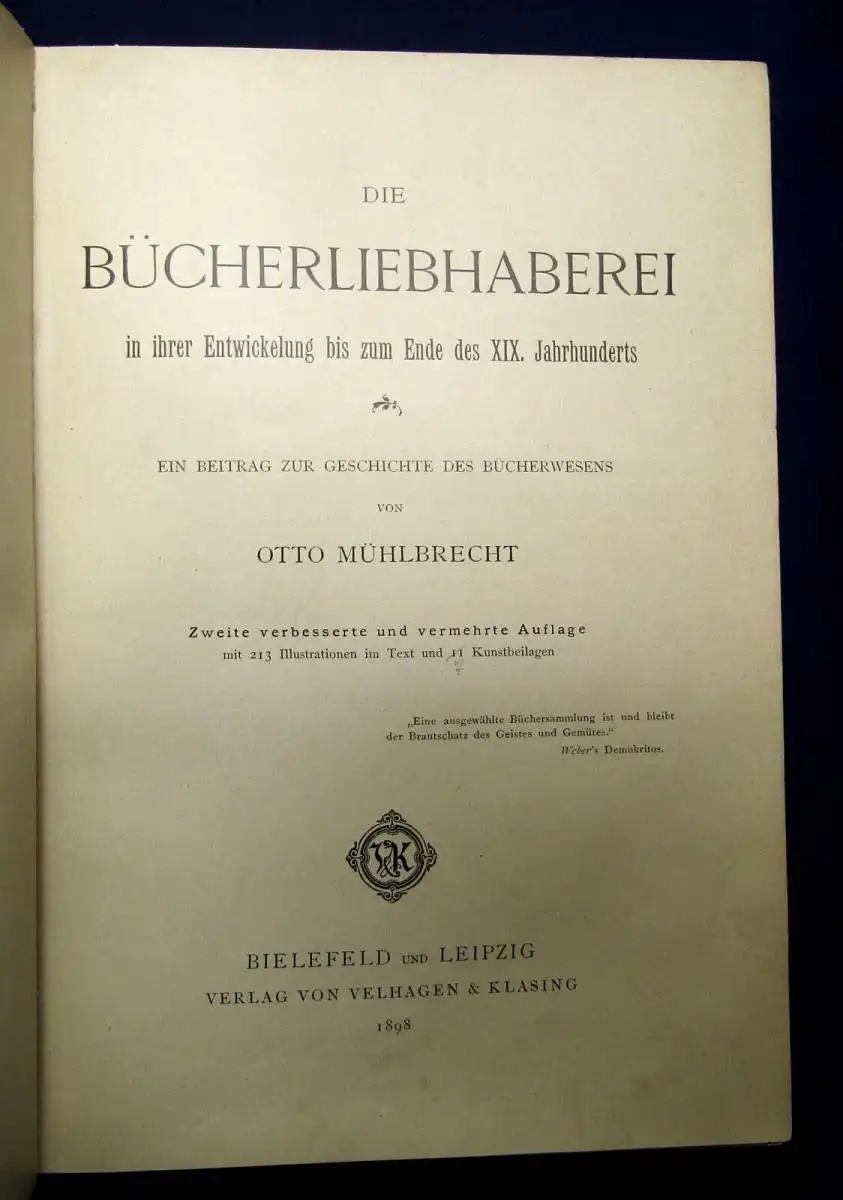 DIE
BÜCHERLIEBHABEREI
in ihrer Entwickelung bis zum Ende des XIX. Jahrhunderts
EIN BEITRAG ZUR GESCHICHTE DES BÜCHERWESENS
VON
OTTO MÜHLBRECHT
Zweite verbesserte und vermehrte Auflage
mit 213 Illustrationen im Text und 11 Kunstbeilagen
„Eine ausgewählte Büchersammlung ist und bleibt
der Brautschatz des Geistes und Gemütes.“
Weber's Demokritos.
V&K
BIELEFELD UND LEIPZIG
VERLAG VON VELHAGEN & KLASING
1898